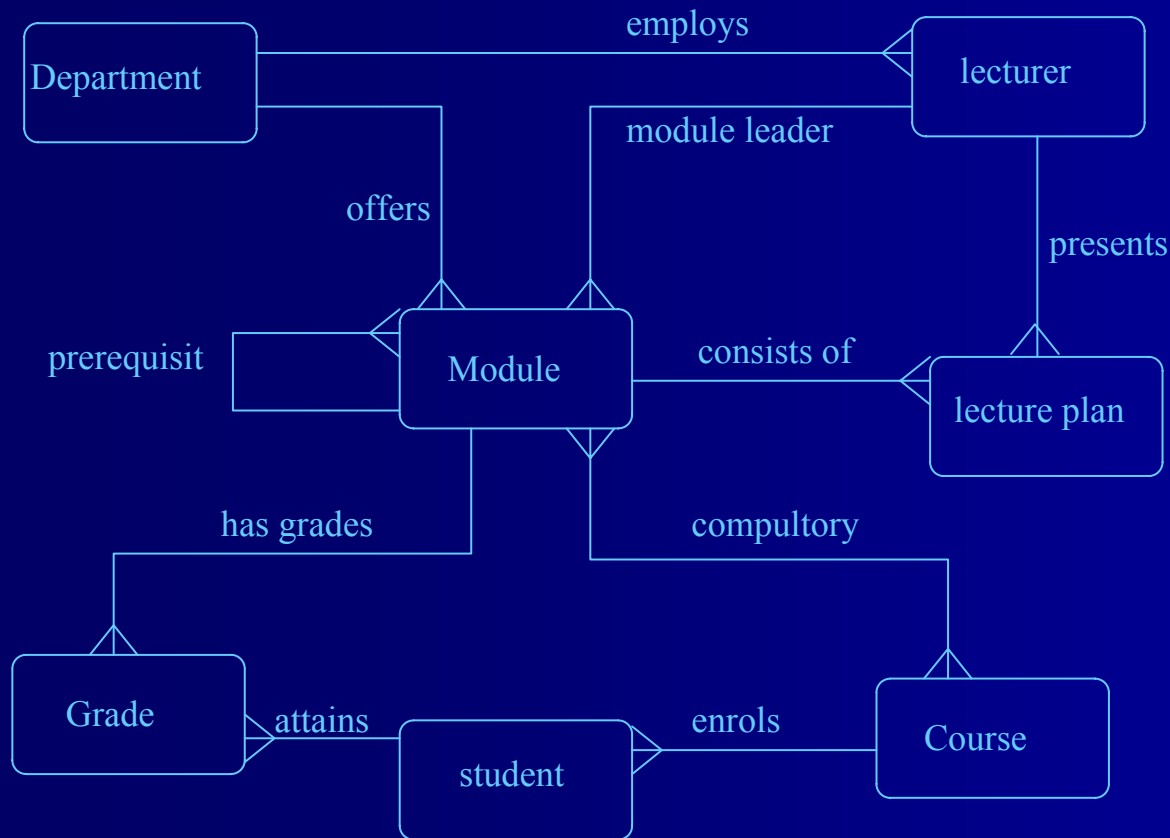 employs
Department
lecturer
module leader
offers
presents
prerequisit
Module
consists of
lecture plan
has grades
compultory
Grade
attains
student
enrols
Course